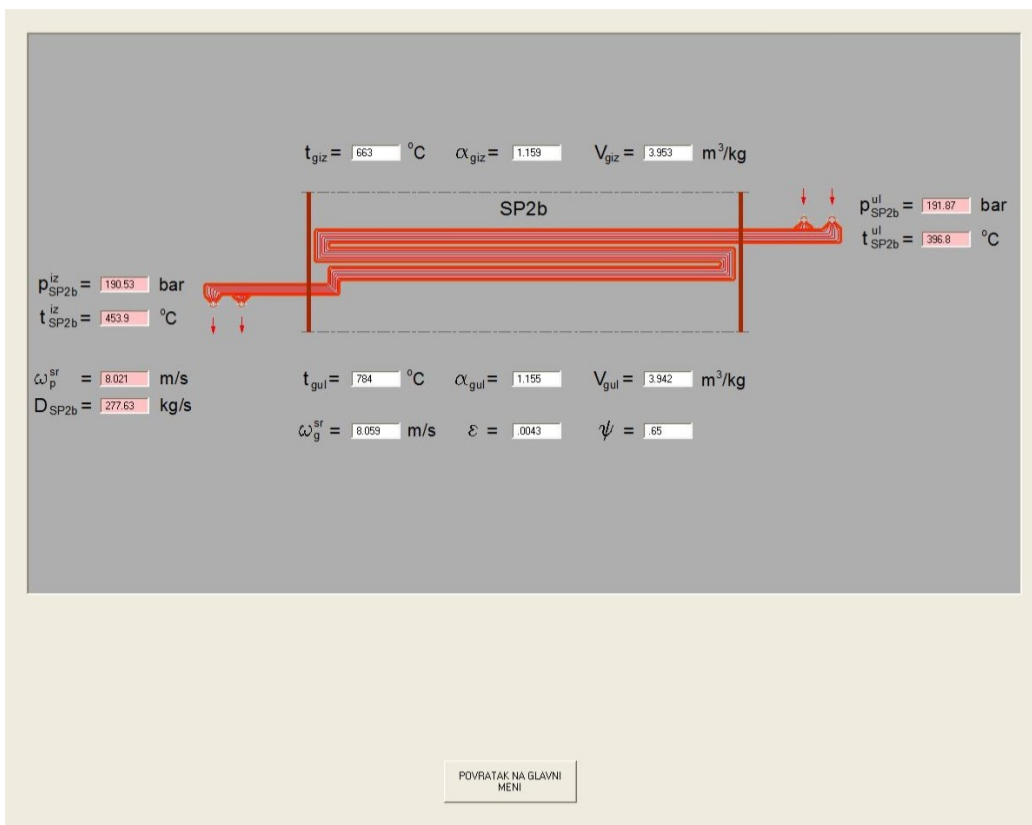 t_giz = 663 °C α_giz = 1.159 V_giz = 3.953 m³/kg
SP2b
p^ul_SP2b = 191.87 bar
t^ul_SP2b = 396.8 °C
p^iz_SP2b = 190.53 bar
t^iz_SP2b = 453.9 °C
ω^sr_p = 8.021 m/s
D_SP2b = 277.63 kg/s
t_gul = 784 °C α_gul = 1.155 V_gul = 3.942 m³/kg
ω^sr_g = 8.059 m/s ε = .0043 ψ = .65
POVRATAK NA GLAVNI
MENI